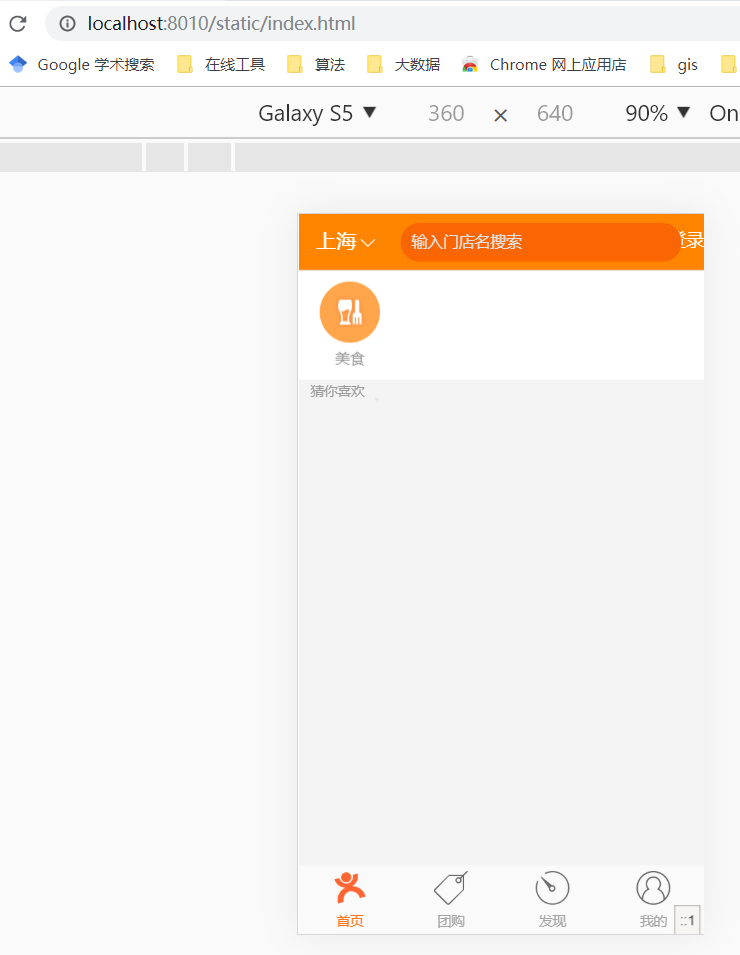 localhost:8010/static/index.html
Google 学术搜索 在线工具 算法 大数据 Chrome 网上应用店 gis
Galaxy S5 360 × 640 90% On
上海 输入门店名搜索 登录
美食
猜你喜欢
首页 团购 发现 我的 ::1